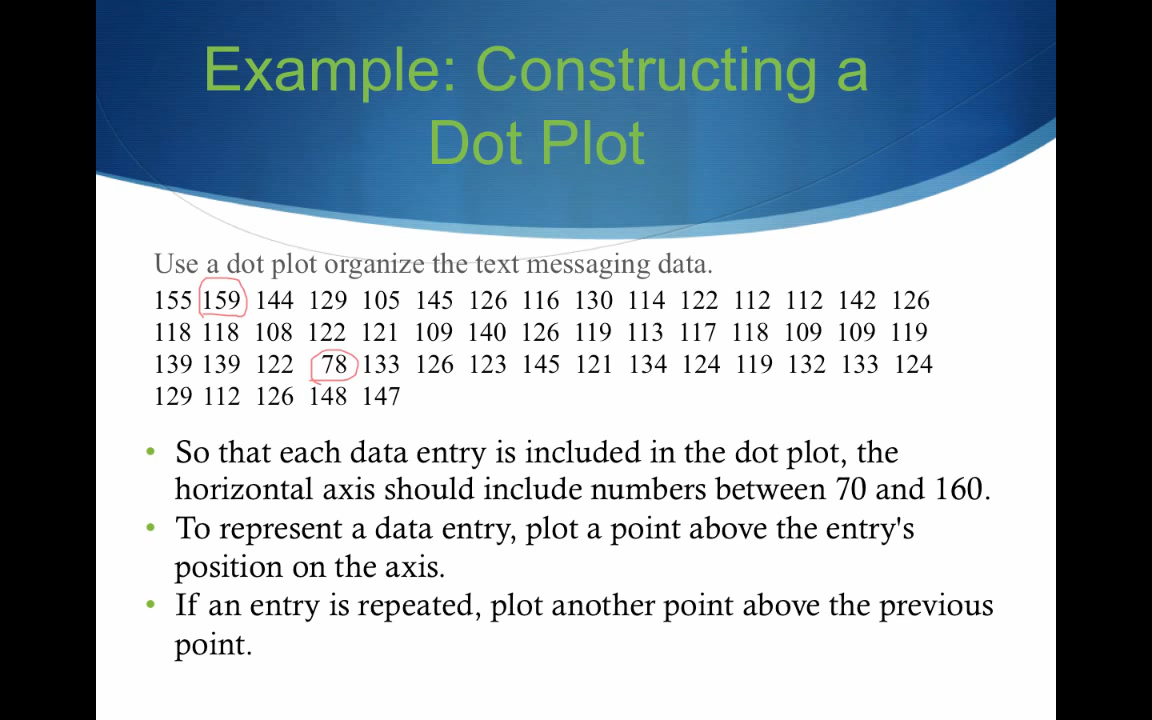 Example: Constructing a
Dot Plot
Use a dot plot organize the text messaging data.
155 159 144 129 105 145 126 116 130 114 122 112 112 142 126
118 118 108 122 121 109 140 126 119 113 117 118 109 109 119
139 139 122 78 133 126 123 145 121 134 124 119 132 133 124
129 112 126 148 147
• So that each data entry is included in the dot plot, the
horizontal axis should include numbers between 70 and 160.
• To represent a data entry, plot a point above the entry's
position on the axis.
• If an entry is repeated, plot another point above the previous
point.